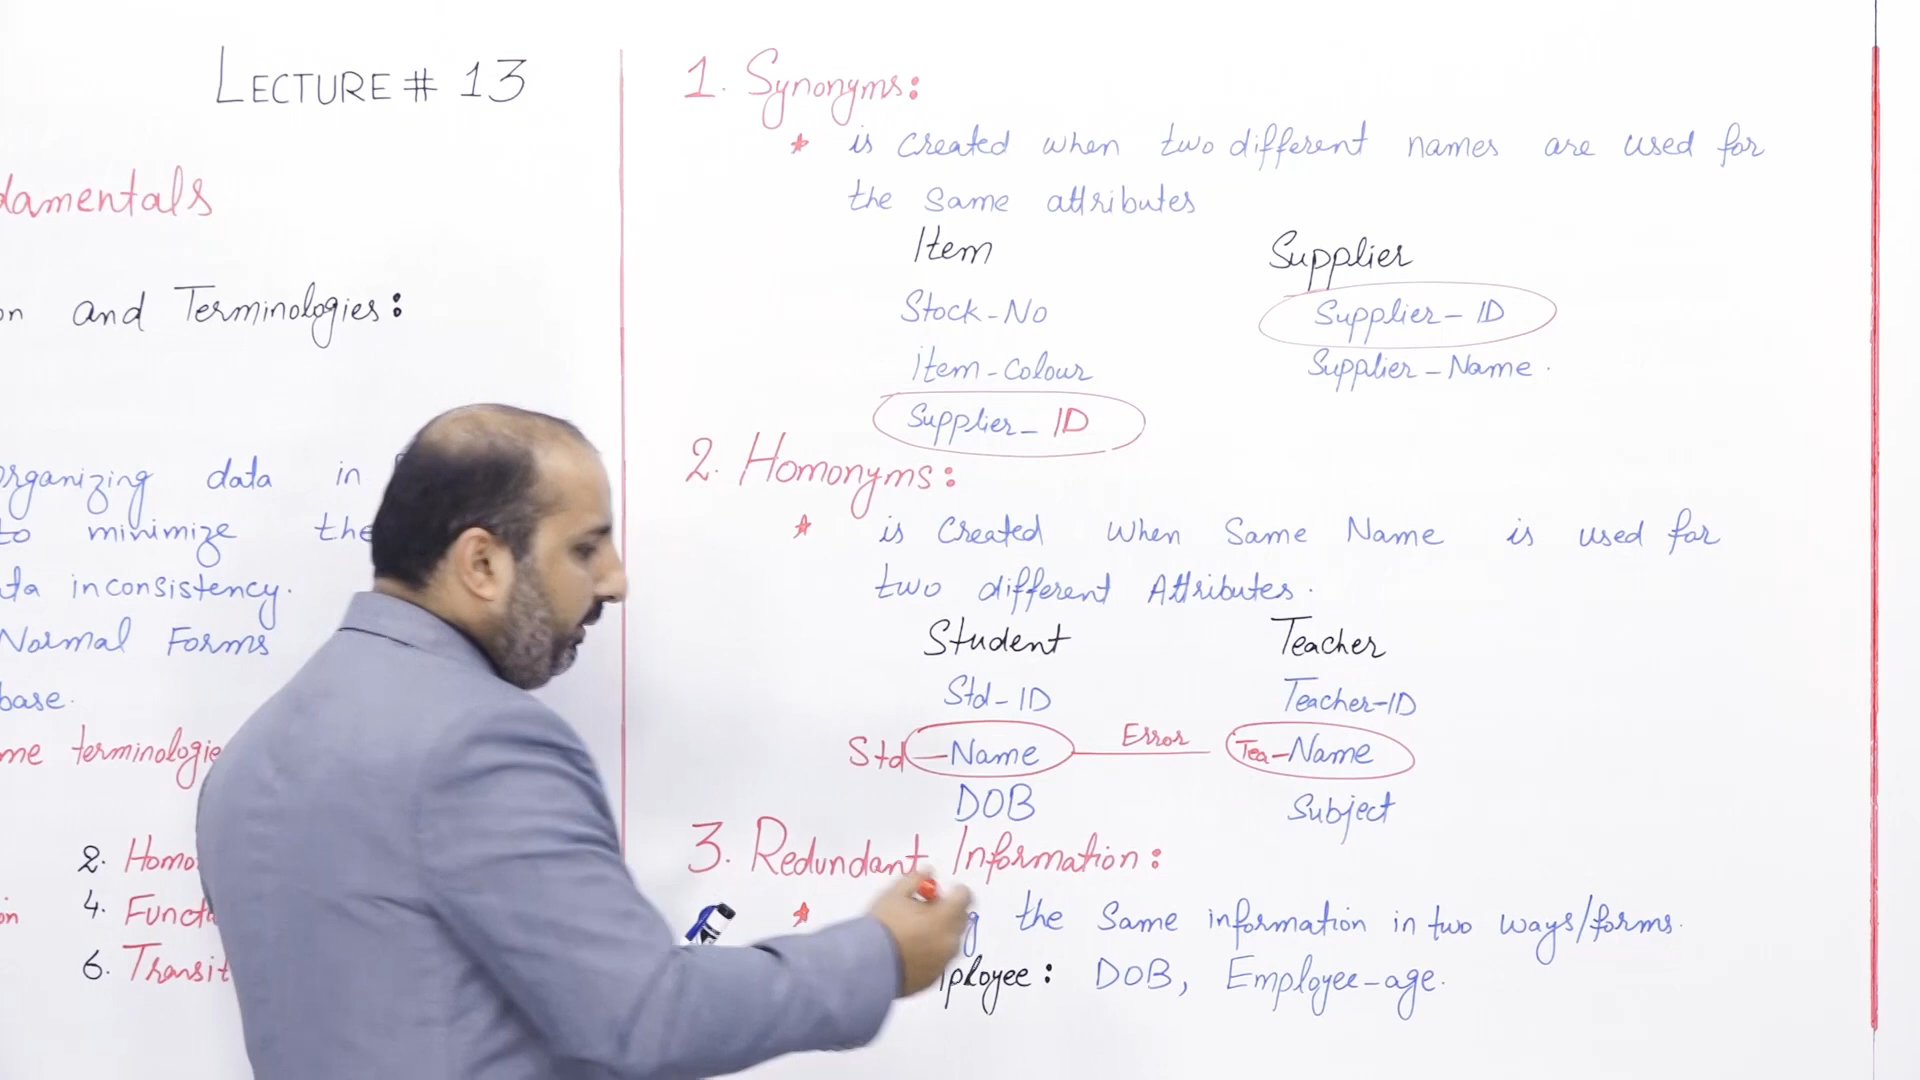 LECTURE # 13
damentals
on and Terminologies:
organizing data in
to minimize the
ta inconsistency.
Normal Forms
base.
me terminologie
2. Homo
on 4. Funct
6. Transit
1. Synonyms:
* is created when two different names are used for
the same attributes
Item Supplier
Stock-No Supplier-ID
item-Colour Supplier-Name.
Supplier-ID
2. Homonyms:
* is Created When Same Name is used for
two different Attributes.
Student Teacher
Std-ID Teacher-ID
Std-Name Error Tea-Name
DOB Subject
3. Redundant Information:
* g the Same information in two ways/forms.
ployee: DOB, Employee-age.